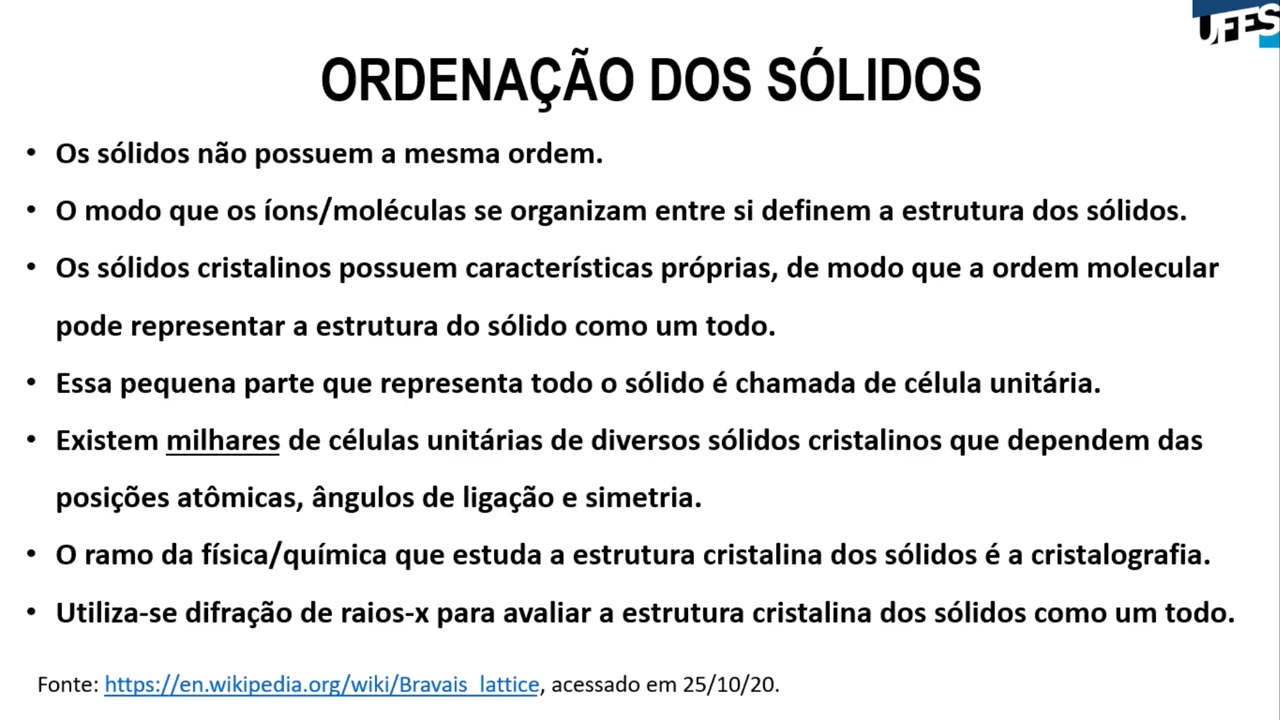 UFES
ORDENAÇÃO DOS SÓLIDOS
• Os sólidos não possuem a mesma ordem.
• O modo que os íons/moléculas se organizam entre si definem a estrutura dos sólidos.
• Os sólidos cristalinos possuem características próprias, de modo que a ordem molecular
pode representar a estrutura do sólido como um todo.
• Essa pequena parte que representa todo o sólido é chamada de célula unitária.
• Existem milhares de células unitárias de diversos sólidos cristalinos que dependem das
posições atômicas, ângulos de ligação e simetria.
• O ramo da física/química que estuda a estrutura cristalina dos sólidos é a cristalografia.
• Utiliza-se difração de raios-x para avaliar a estrutura cristalina dos sólidos como um todo.
Fonte: https://en.wikipedia.org/wiki/Bravais_lattice, acessado em 25/10/20.